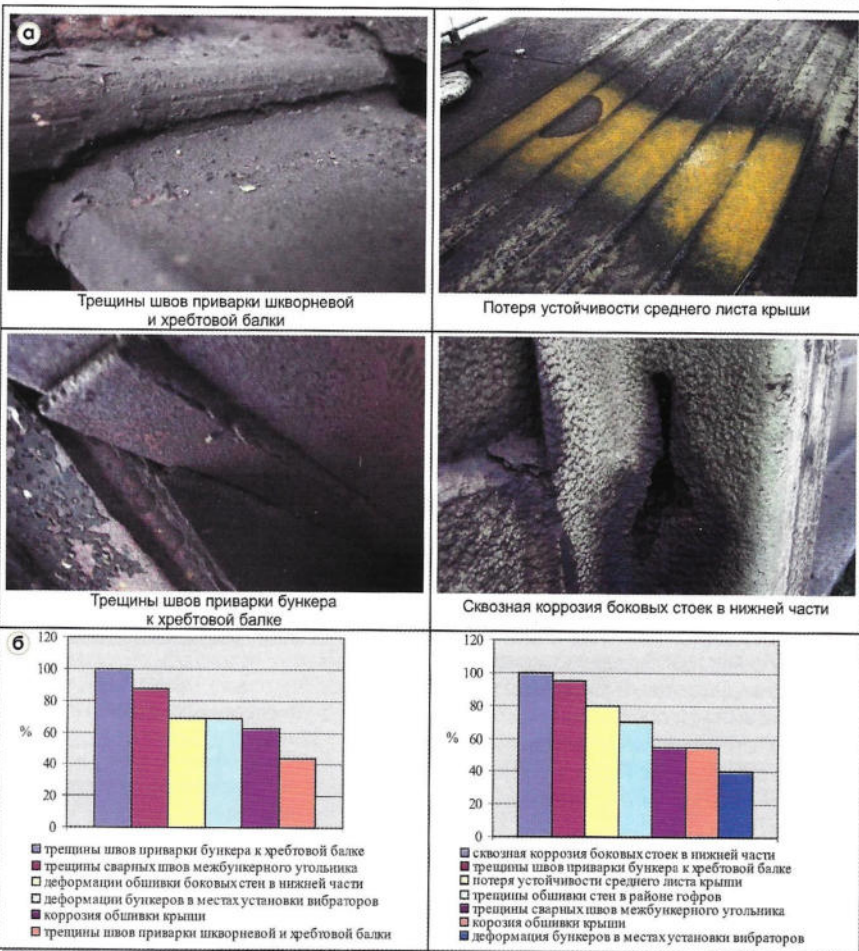 а
Трещины швов приварки шкворневой
и хребтовой балки
Потеря устойчивости среднего листа крыши
Трещины швов приварки бункера
к хребтовой балке
Сквозная коррозия боковых стоек в нижней части
б
120
100
80
%
60
40
20
0
трещины швов приварки бункера к хребтовой балке
трещины сварных швов межбункерного угольника
деформации обшивки боковых стен в нижней части
деформации бункеров в местах установки вибраторов
коррозия обшивки крыши
трещины швов приварки шкворневой и хребтовой балки
120
100
80
%
60
40
20
0
сквозная коррозия боковых стоек в нижней части
трещины швов приварки бункера к хребтовой балке
потеря устойчивости среднего листа крыши
трещины обшивки стен в районе гофров
трещины сварных швов межбункерного угольника
корозия обшивки крыши
деформация бункеров в местах установки вибраторов